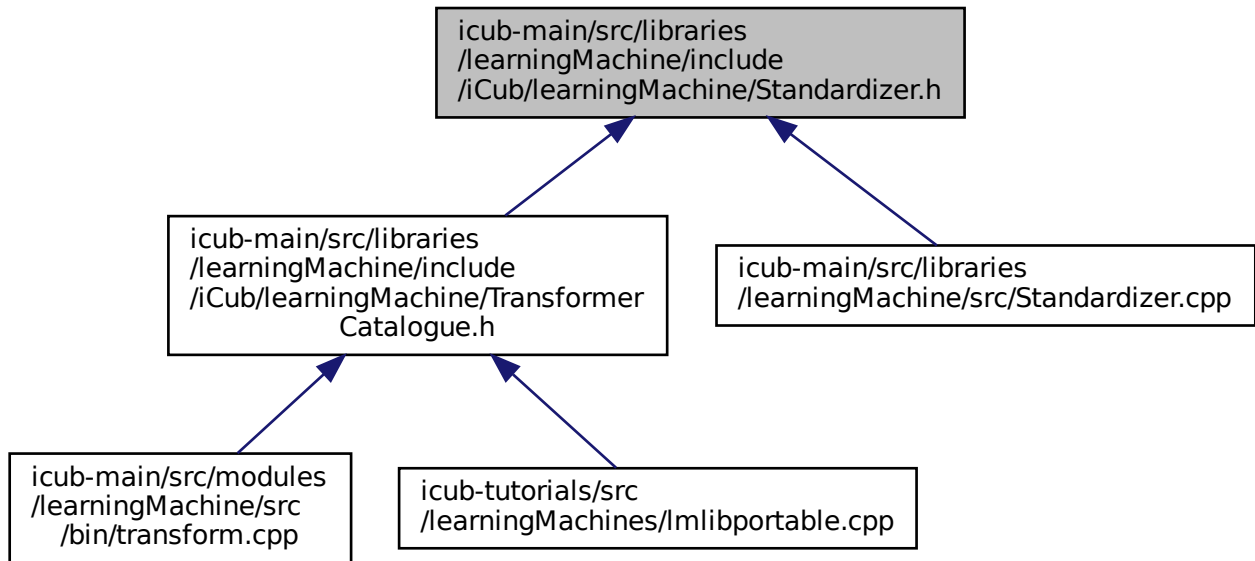 icub-main/src/libraries
/learningMachine/include
/iCub/learningMachine/Standardizer.h
icub-main/src/libraries
/learningMachine/include
/iCub/learningMachine/Transformer
Catalogue.h
icub-main/src/libraries
/learningMachine/src/Standardizer.cpp
icub-main/src/modules
/learningMachine/src
/bin/transform.cpp
icub-tutorials/src
/learningMachines/lmlibportable.cpp